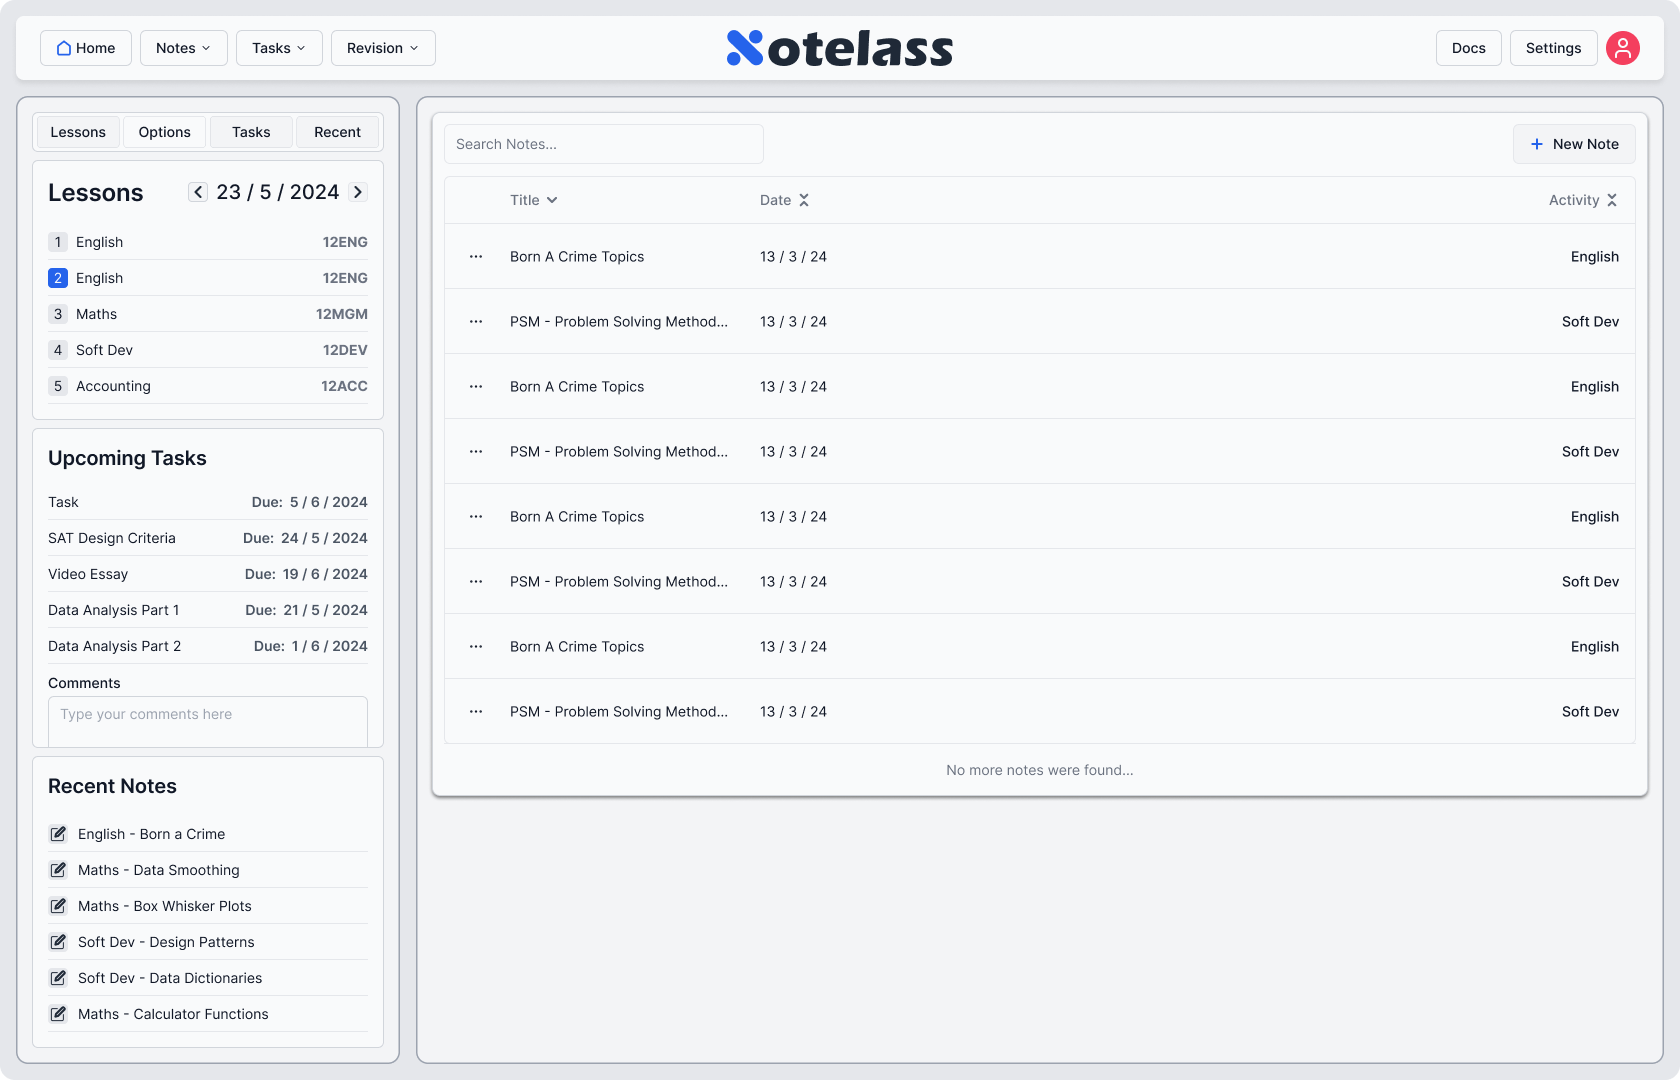 Home
Notes
Tasks
Revision
Notelass
Docs
Settings
Lessons
Options
Tasks
Recent
Lessons
23 / 5 / 2024
1 English 12ENG
2 English 12ENG
3 Maths 12MGM
4 Soft Dev 12DEV
5 Accounting 12ACC
Upcoming Tasks
Task Due: 5 / 6 / 2024
SAT Design Criteria Due: 24 / 5 / 2024
Video Essay Due: 19 / 6 / 2024
Data Analysis Part 1 Due: 21 / 5 / 2024
Data Analysis Part 2 Due: 1 / 6 / 2024
Comments
Type your comments here
Recent Notes
English - Born a Crime
Maths - Data Smoothing
Maths - Box Whisker Plots
Soft Dev - Design Patterns
Soft Dev - Data Dictionaries
Maths - Calculator Functions
Search Notes...
New Note
Title Date Activity
... Born A Crime Topics 13 / 3 / 24 English
... PSM - Problem Solving Method... 13 / 3 / 24 Soft Dev
... Born A Crime Topics 13 / 3 / 24 English
... PSM - Problem Solving Method... 13 / 3 / 24 Soft Dev
... Born A Crime Topics 13 / 3 / 24 English
... PSM - Problem Solving Method... 13 / 3 / 24 Soft Dev
... Born A Crime Topics 13 / 3 / 24 English
... PSM - Problem Solving Method... 13 / 3 / 24 Soft Dev
No more notes were found...